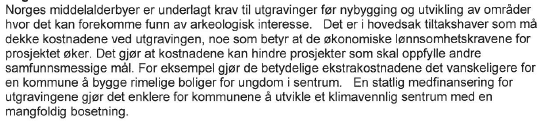 Norges middelalderbyer er underlagt krav til utgravinger før nybygging og utvikling av områder
hvor det kan forekomme funn av arkeologisk interesse.   Det er i hovedsak tiltakshaver som må
dekke kostnadene ved utgravingen, noe som betyr at de økonomiske lønnsomhetskravene for
prosjektet øker. Det gjør at kostnadene kan hindre prosjekter som skal oppfylle andre
samfunnsmessige mål. For eksempel gjør de betydelige ekstrakostnadene det vanskeligere for
en kommune å bygge rimelige boliger for ungdom i sentrum.   En statlig medfinansering for
utgravingene gjør det enklere for kommunene å utvikle et klimavennlig sentrum med en
mangfoldig bosetning.